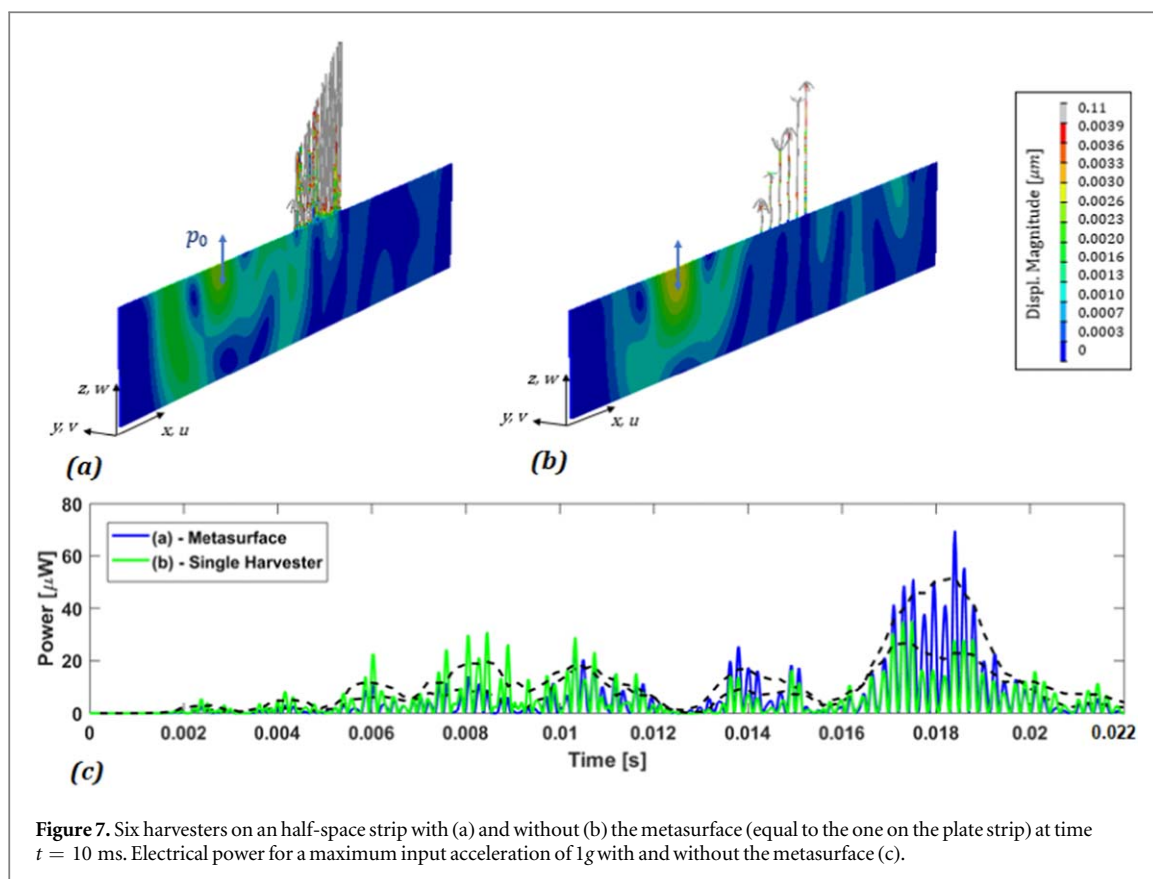 p₀
z, w
y, v
x, u
(a)
z, w
y, v
x, u
(b)
Displ. Magnitude [μm]
0.11
0.0039
0.0036
0.0033
0.0030
0.0026
0.0023
0.0020
0.0016
0.0013
0.0010
0.0007
0.0003
0
(a) - Metasurface
(b) - Single Harvester
Power [μW]
80
60
40
20
0
0 0.002 0.004 0.006 0.008 0.01 0.012 0.014 0.016 0.018 0.02 0.022
Time [s]
(c)
Figure 7. Six harvesters on an half-space strip with (a) and without (b) the metasurface (equal to the one on the plate strip) at time
t = 10 ms. Electrical power for a maximum input acceleration of 1g with and without the metasurface (c).